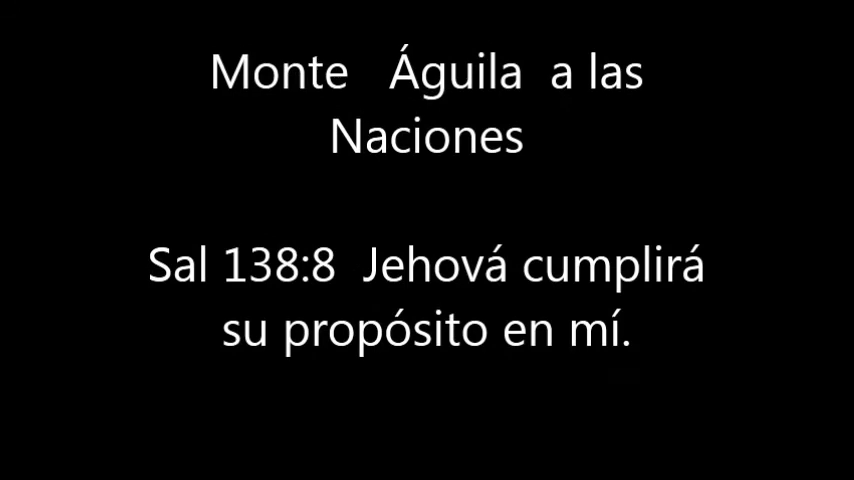 Monte Águila a las
Naciones
Sal 138:8 Jehová cumplirá
su propósito en mí.